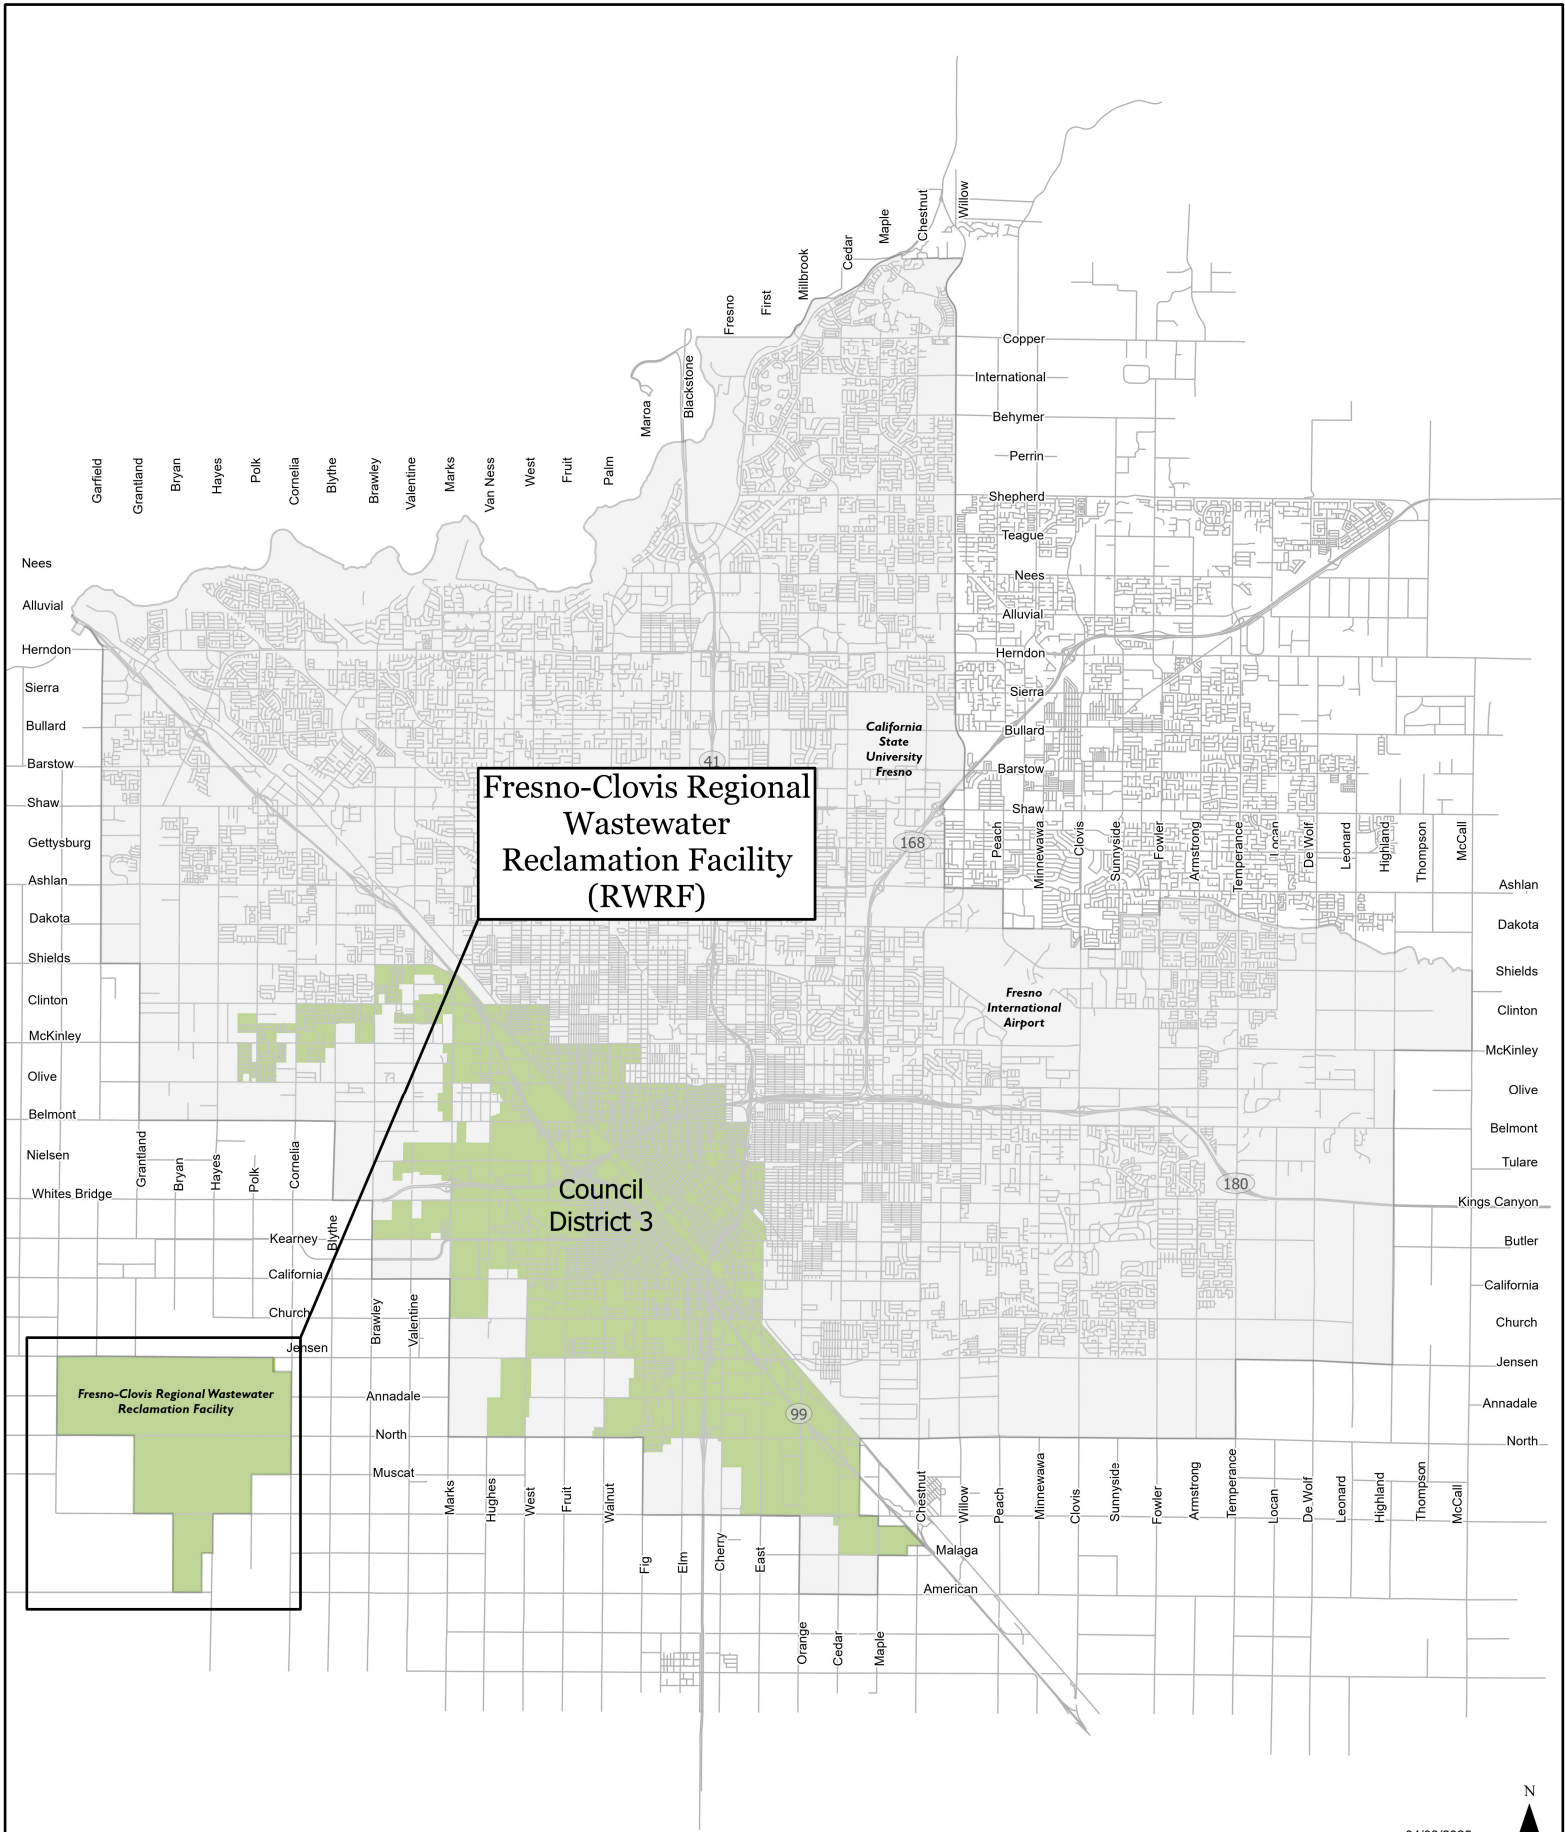 Willow
Chestnut
Maple
Cedar
Millbrook
First
Fresno
Blackstone
Maroa
Copper
International
Behymer
Perrin
Shepherd
Teague
Nees
Alluvial
Herndon
Sierra
Bullard
Barstow
Shaw
Garfield
Grantland
Bryan
Hayes
Polk
Cornelia
Blythe
Brawley
Valentine
Marks
Van Ness
West
Fruit
Palm
Nees
Alluvial
Herndon
Sierra
Bullard
Barstow
Shaw
Gettysburg
Ashlan
Dakota
Shields
Clinton
McKinley
Olive
Belmont
Nielsen
Whites Bridge
California
State
University
Fresno
41
168
Fresno-Clovis Regional
Wastewater
Reclamation Facility
(RWRF)
Peach
Minnewawa
Clovis
Sunnyside
Fowler
Armstrong
Temperance
Locan
De Wolf
Leonard
Highland
Thompson
McCall
Ashlan
Dakota
Shields
Clinton
McKinley
Olive
Belmont
Tulare
Kings Canyon
Butler
California
Church
Jensen
Annadale
North
Fresno
International
Airport
180
Council
District 3
Grantland
Bryan
Hayes
Polk
Cornelia
Blythe
Kearney
California
Church
Jensen
Brawley
Valentine
Annadale
North
Muscat
Fresno-Clovis Regional Wastewater
Reclamation Facility
99
Marks
Hughes
West
Fruit
Walnut
Fig
Elm
Cherry
East
Orange
Cedar
Maple
Chestnut
Willow
Peach
Minnewawa
Clovis
Sunnyside
Fowler
Armstrong
Temperance
Locan
De Wolf
Leonard
Highland
Thompson
McCall
Malaga
American
N